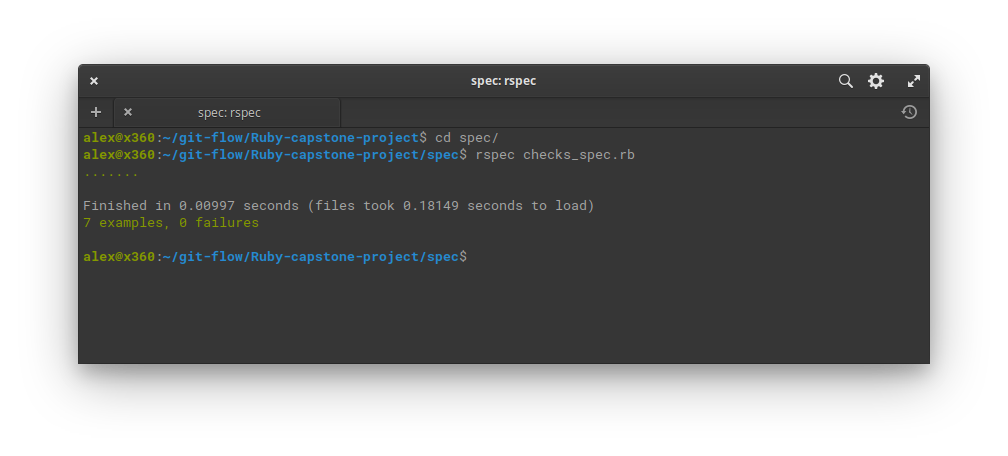 spec: rspec
spec: rspec
alex@x360:~/git-flow/Ruby-capstone-project$ cd spec/
alex@x360:~/git-flow/Ruby-capstone-project/spec$ rspec checks_spec.rb
.......
Finished in 0.00997 seconds (files took 0.18149 seconds to load)
7 examples, 0 failures
alex@x360:~/git-flow/Ruby-capstone-project/spec$